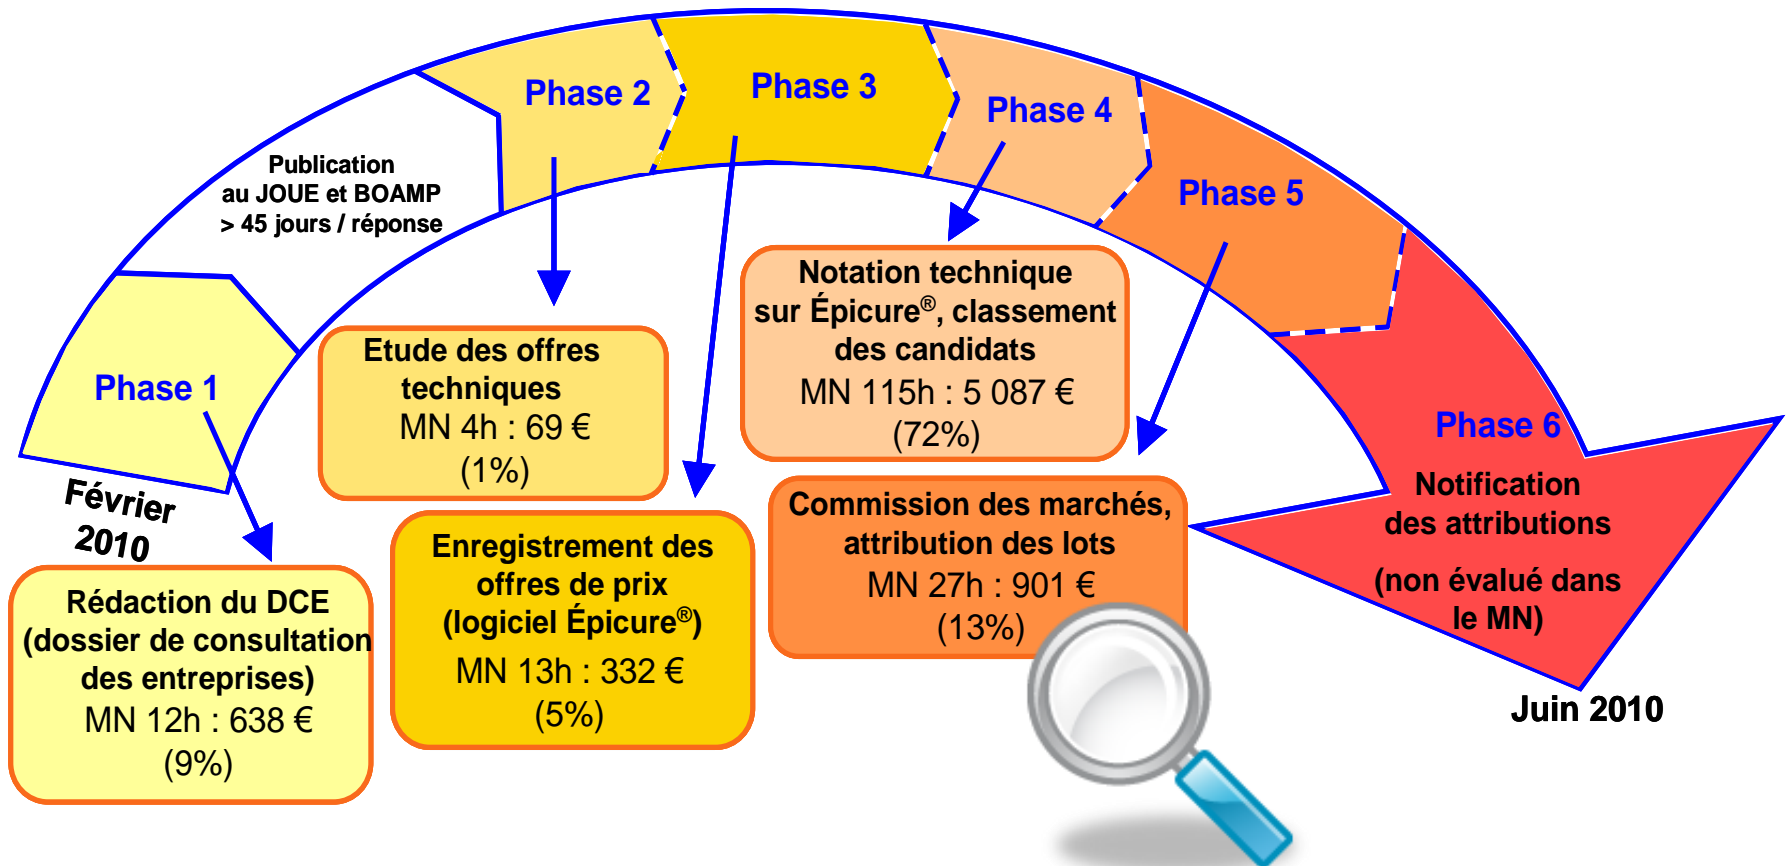 Phase 1
Février
2010
Rédaction du DCE
(dossier de consultation
des entreprises)
MN 12h : 638 €
(9%)
Publication
au JOUE et BOAMP
> 45 jours / réponse
Phase 2
Etude des offres
techniques
MN 4h : 69 €
(1%)
Phase 3
Enregistrement des
offres de prix
(logiciel Épicure®)
MN 13h : 332 €
(5%)
Phase 4
Notation technique
sur Épicure®, classement
des candidats
MN 115h : 5 087 €
(72%)
Phase 5
Commission des marchés,
attribution des lots
MN 27h : 901 €
(13%)
Phase 6
Notification
des attributions
(non évalué dans
le MN)
Juin 2010